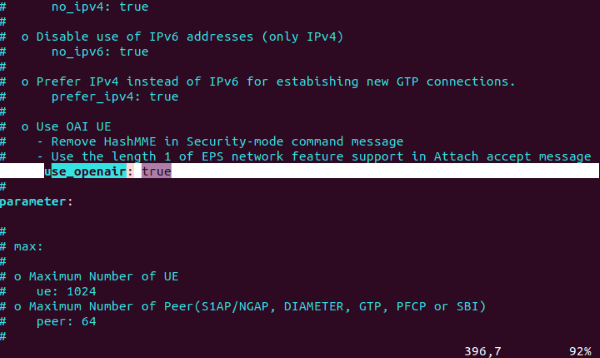 #      no_ipv4: true
#
#  o Disable use of IPv6 addresses (only IPv4)
#      no_ipv6: true
#
#  o Prefer IPv4 instead of IPv6 for estabishing new GTP connections.
#      prefer_ipv4: true
#
#  o Use OAI UE
#    - Remove HashMME in Security-mode command message
#    - Use the length 1 of EPS network feature support in Attach accept message
      use_openair: true
#
parameter:
#
# max:
#
# o Maximum Number of UE
#    ue: 1024
# o Maximum Number of Peer(S1AP/NGAP, DIAMETER, GTP, PFCP or SBI)
#    peer: 64
#
396,7 92%